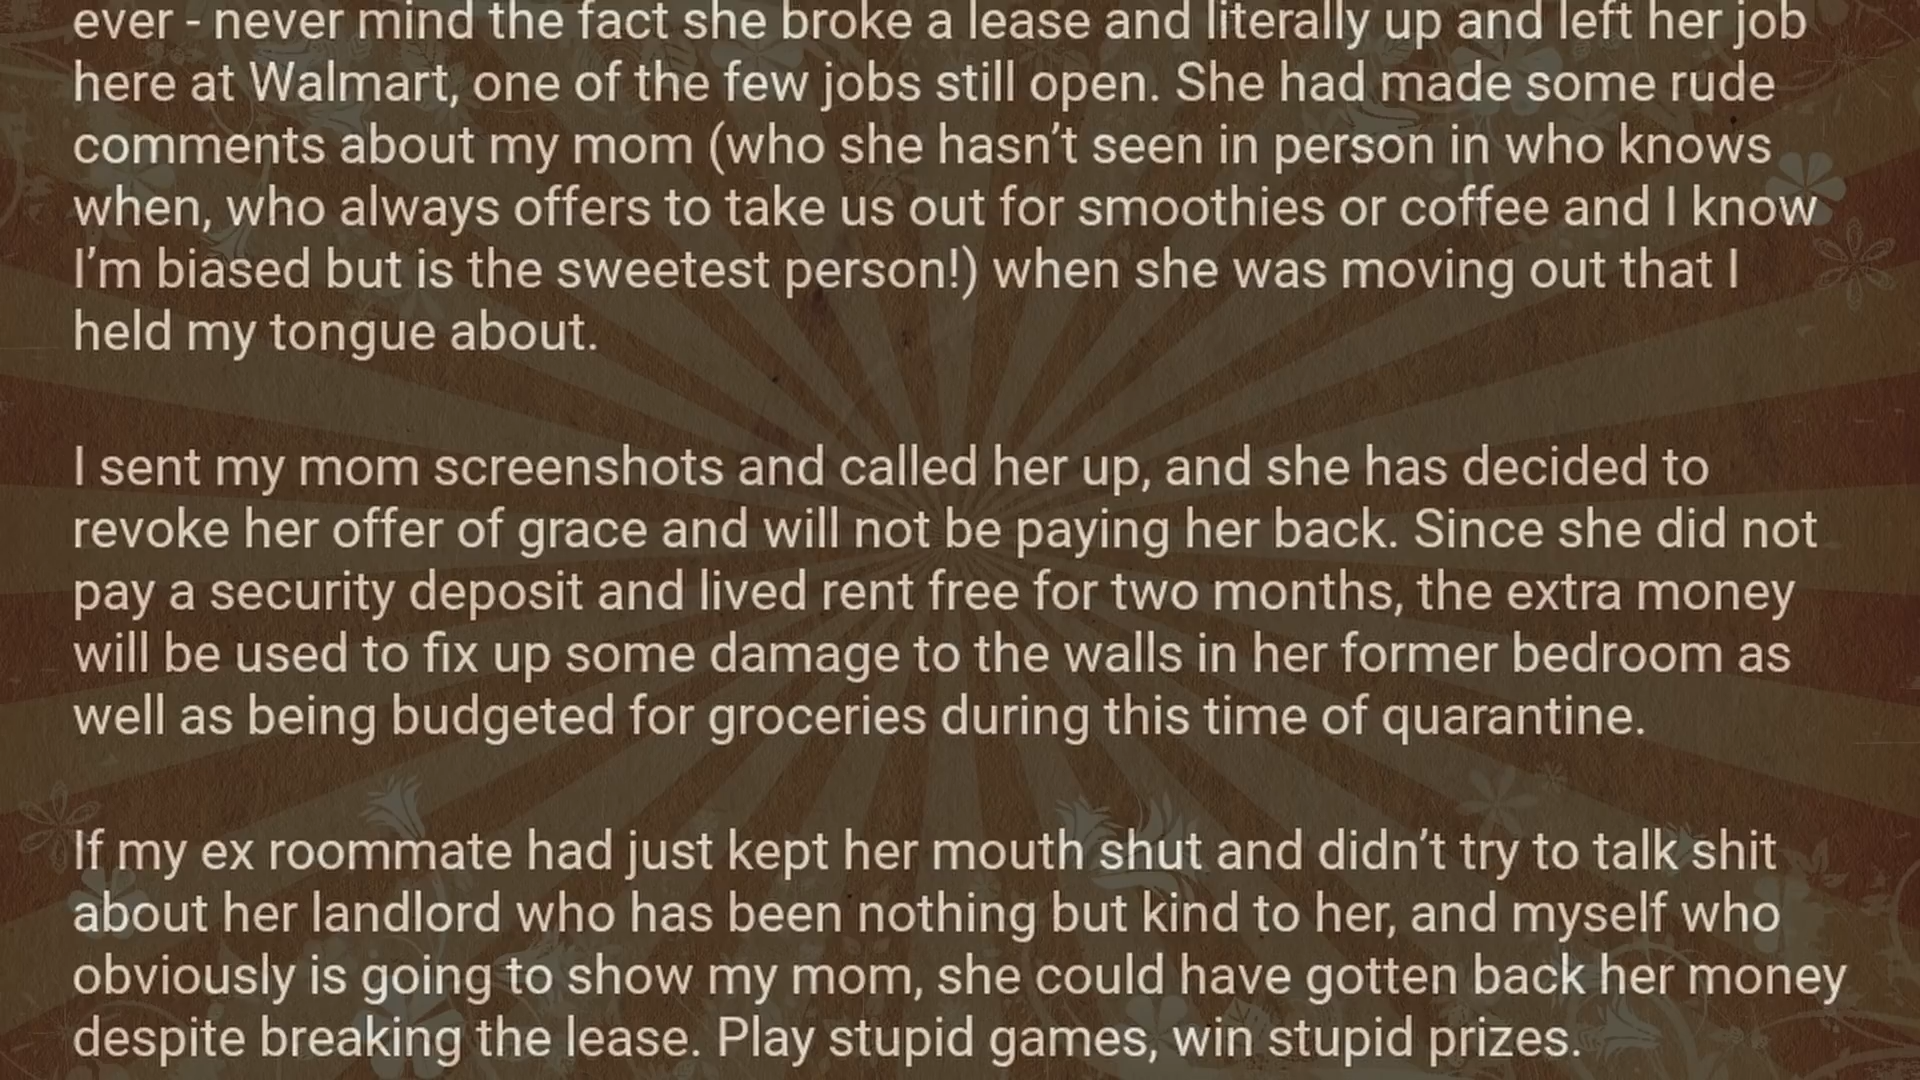 ever - never mind the fact she broke a lease and literally up and left her job
here at Walmart, one of the few jobs still open. She had made some rude
comments about my mom (who she hasn’t seen in person in who knows
when, who always offers to take us out for smoothies or coffee and I know
I’m biased but is the sweetest person!) when she was moving out that I
held my tongue about.
I sent my mom screenshots and called her up, and she has decided to
revoke her offer of grace and will not be paying her back. Since she did not
pay a security deposit and lived rent free for two months, the extra money
will be used to fix up some damage to the walls in her former bedroom as
well as being budgeted for groceries during this time of quarantine.
If my ex roommate had just kept her mouth shut and didn’t try to talk shit
about her landlord who has been nothing but kind to her, and myself who
obviously is going to show my mom, she could have gotten back her money
despite breaking the lease. Play stupid games, win stupid prizes.